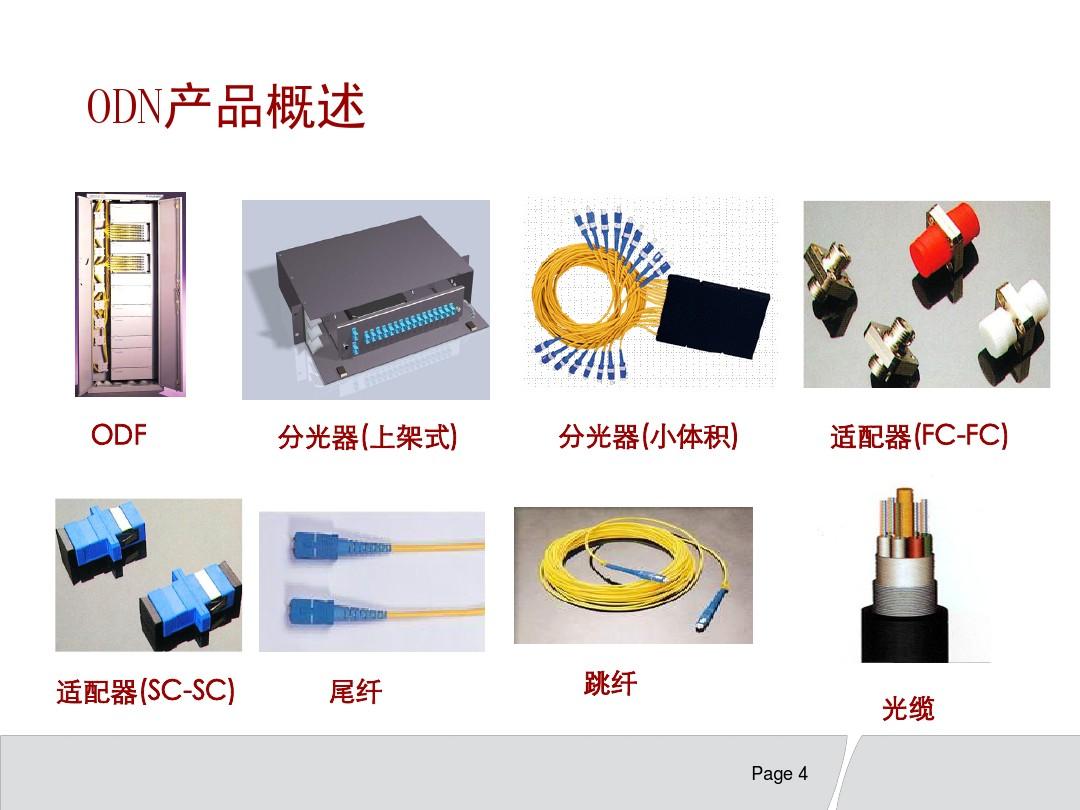 ODN产品概述
ODF
分光器(上架式)
分光器(小体积)
适配器(FC-FC)
适配器(SC-SC)
尾纤
跳纤
光缆
Page 4